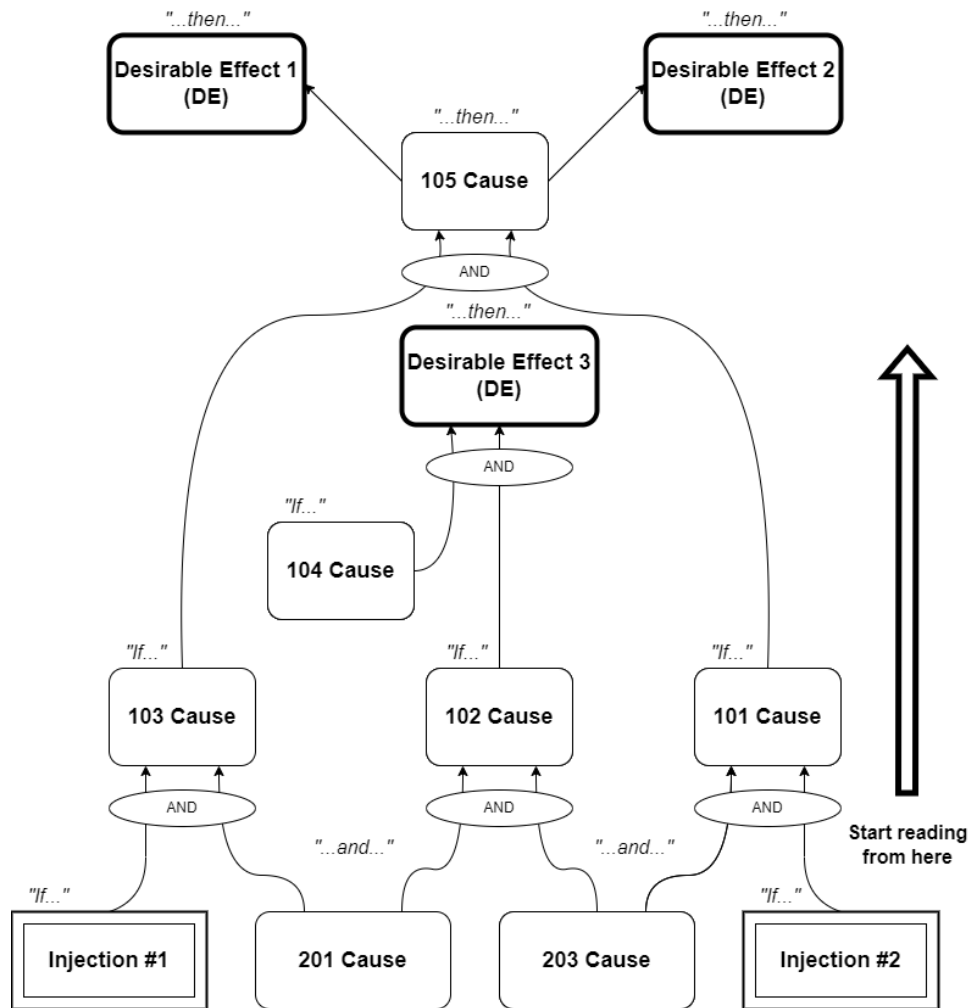 "...then..."
"...then..."
Desirable Effect 1
(DE)
Desirable Effect 2
(DE)
"...then..."
105 Cause
AND
"...then..."
Desirable Effect 3
(DE)
AND
"If..."
104 Cause
"If..."
"If..."
"If..."
103 Cause
102 Cause
101 Cause
AND
AND
AND
Start reading
from here
"...and..."
"...and..."
"If..."
"If..."
Injection #1
201 Cause
203 Cause
Injection #2